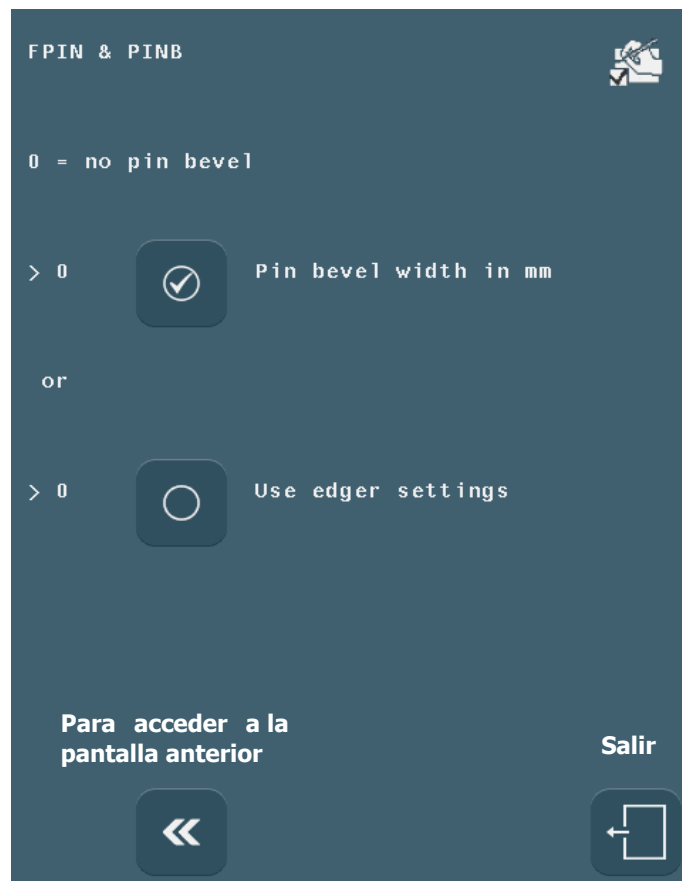 FPIN & PINB
0 = no pin bevel
> 0 Pin bevel width in mm
or
> 0 Use edger settings
Para acceder a la
pantalla anterior
Salir